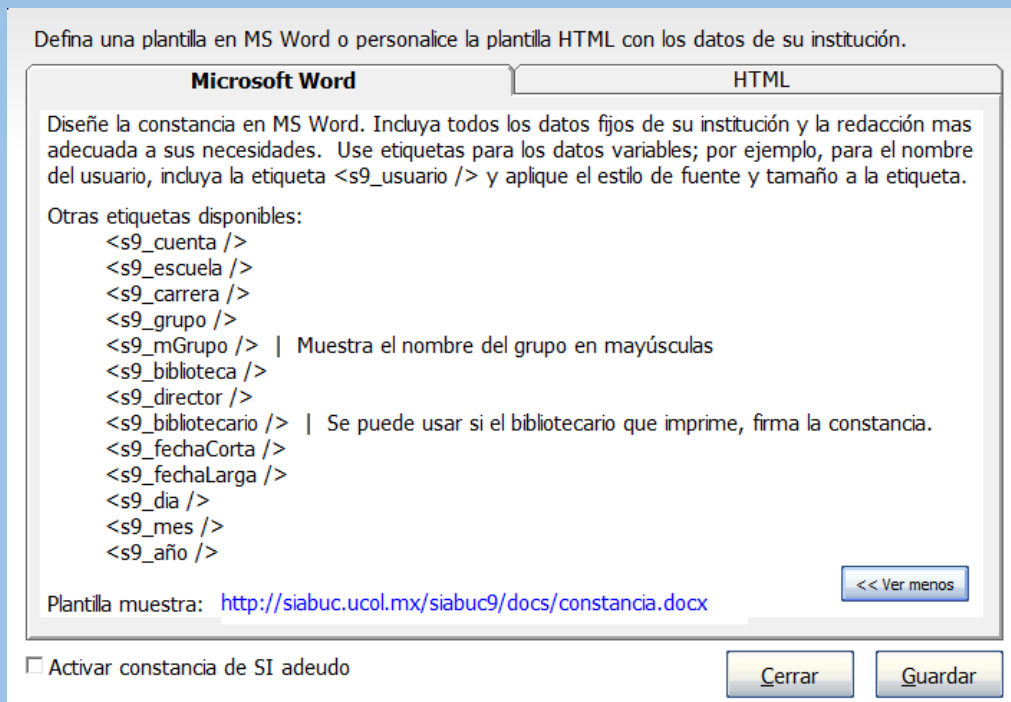 Defina una plantilla en MS Word o personalice la plantilla HTML con los datos de su institución.
Microsoft Word
HTML
Diseñe la constancia en MS Word. Incluya todos los datos fijos de su institución y la redacción mas
adecuada a sus necesidades. Use etiquetas para los datos variables; por ejemplo, para el nombre
del usuario, incluya la etiqueta <s9_usuario /> y aplique el estilo de fuente y tamaño a la etiqueta.
Otras etiquetas disponibles:
<s9_cuenta />
<s9_escuela />
<s9_carrera />
<s9_grupo />
<s9_mGrupo /> | Muestra el nombre del grupo en mayúsculas
<s9_biblioteca />
<s9_director />
<s9_bibliotecario /> | Se puede usar si el bibliotecario que imprime, firma la constancia.
<s9_fechaCorta />
<s9_fechaLarga />
<s9_dia />
<s9_mes />
<s9_año />
<< Ver menos
Plantilla muestra: http://siabuc.ucol.mx/siabuc9/docs/constancia.docx
Activar constancia de SI adeudo
Cerrar
Guardar